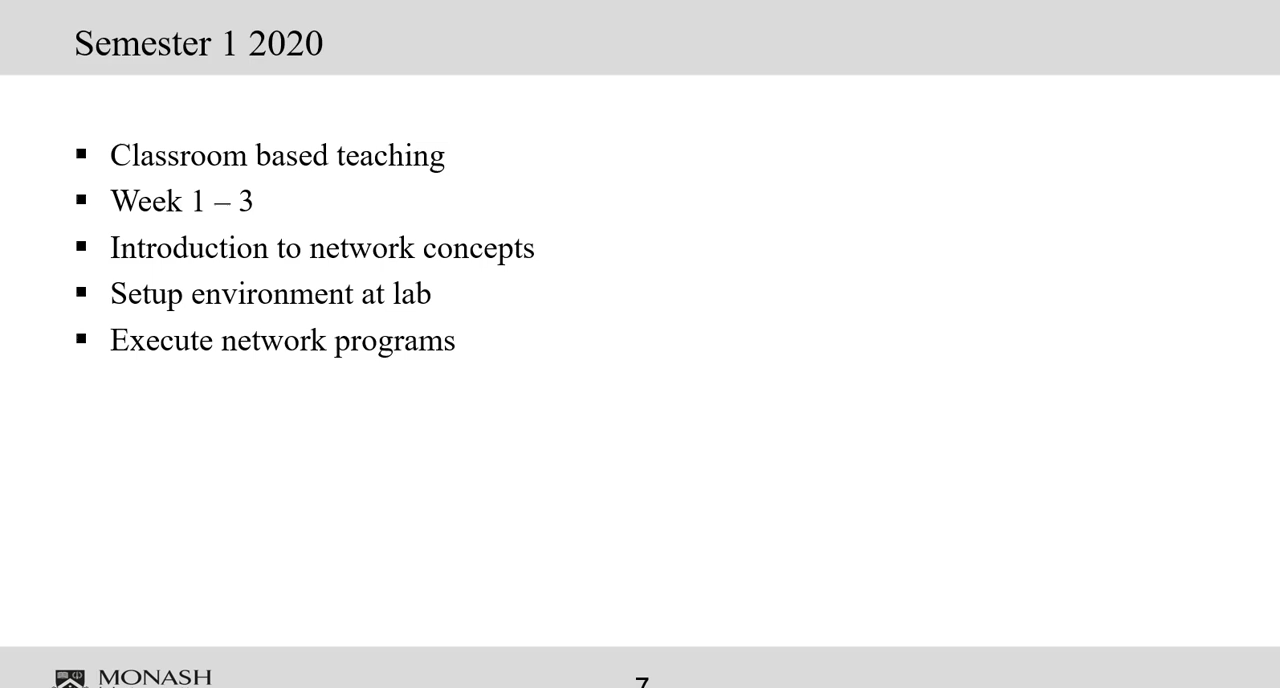 Semester 1 2020
▪ Classroom based teaching
▪ Week 1 – 3
▪ Introduction to network concepts
▪ Setup environment at lab
▪ Execute network programs
MONASH
7